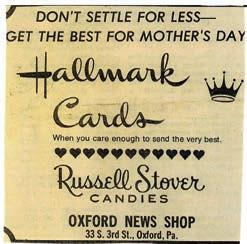 DON'T SETTLE FOR LESS—
GET THE BEST FOR MOTHER'S DAY
Hallmark
Cards
When you care enough to send the very best.
Russell Stover
CANDIES
OXFORD NEWS SHOP
33 S. 3rd St., Oxford, Pa.